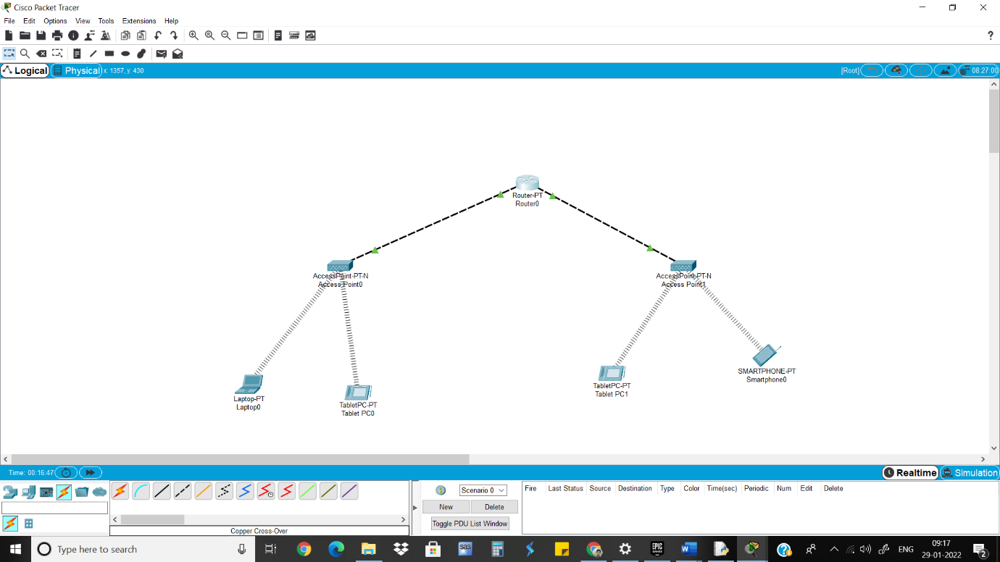 Cisco Packet Tracer
File Edit Options View Tools Extensions Help
?
Logical Physical x: 1357, y: 430 [Root] 08:27:00
Router-PT
Router0
AccessPoint-PT-N
Access Point0
AccessPoint-PT-N
Access Point1
SMARTPHONE-PT
Smartphone0
TabletPC-PT
Tablet PC1
Laptop-PT
Laptop0
TabletPC-PT
Tablet PC0
Time: 00:16:47 Realtime Simulation
Scenario 0
New Delete
Toggle PDU List Window
Fire Last Status Source Destination Type Color Time(sec) Periodic Num Edit Delete
Copper Cross-Over
Type here to search
sas
EPIC
GAMES
ENG
09:17
29-01-2022
2